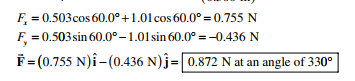 Fₓ = 0.503 cos 60.0° + 1.01 cos 60.0° = 0.755 N
F_y = 0.503 sin 60.0° − 1.01 sin 60.0° = −0.436 N
F⃗ = (0.755 N)î − (0.436 N)ĵ = 0.872 N at an angle of 330°